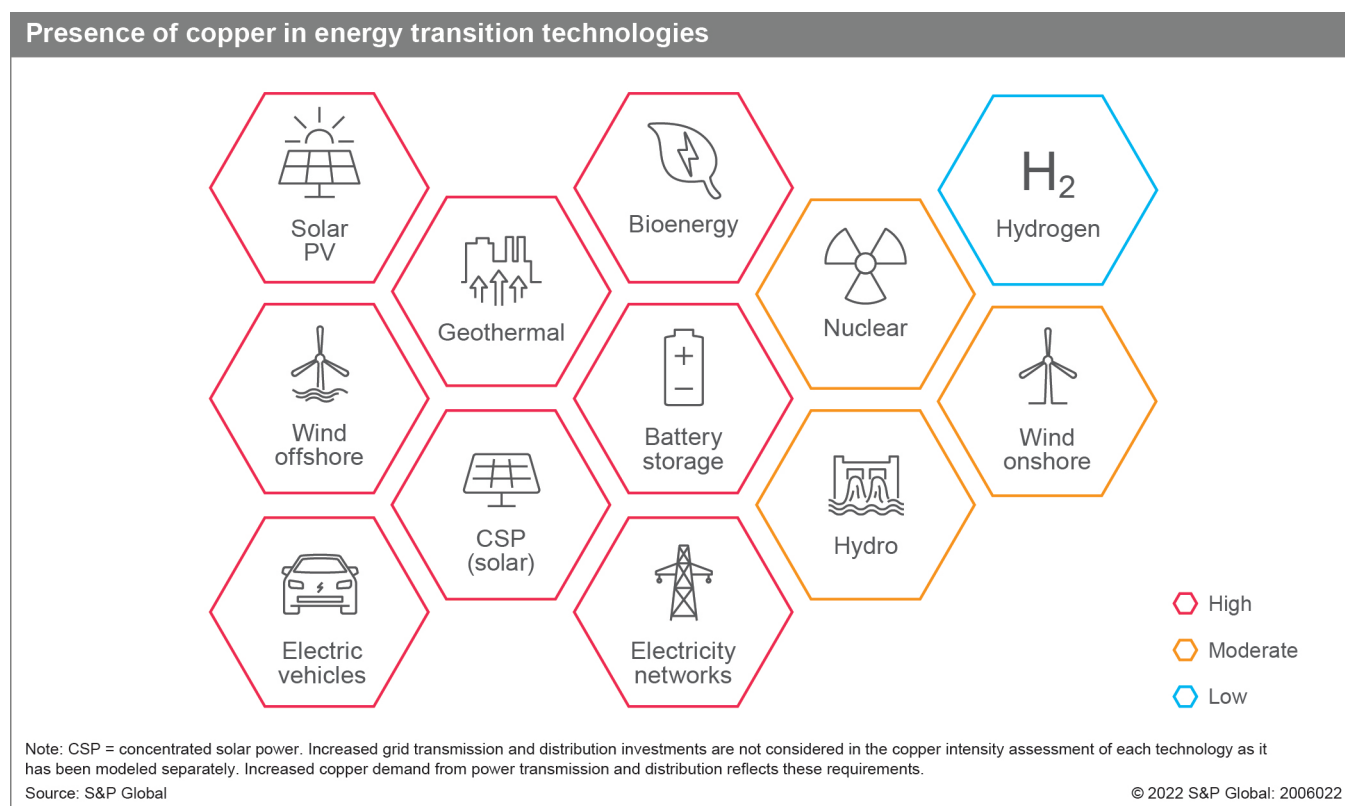 Presence of copper in energy transition technologies
Solar
PV
Bioenergy
H2
Hydrogen
Geothermal
Nuclear
Wind
offshore
Battery
storage
Wind
onshore
CSP
(solar)
Hydro
Electric
vehicles
Electricity
networks
High
Moderate
Low
Note: CSP = concentrated solar power. Increased grid transmission and distribution investments are not considered in the copper intensity assessment of each technology as it
has been modeled separately. Increased copper demand from power transmission and distribution reflects these requirements.
Source: S&P Global
© 2022 S&P Global: 2006022